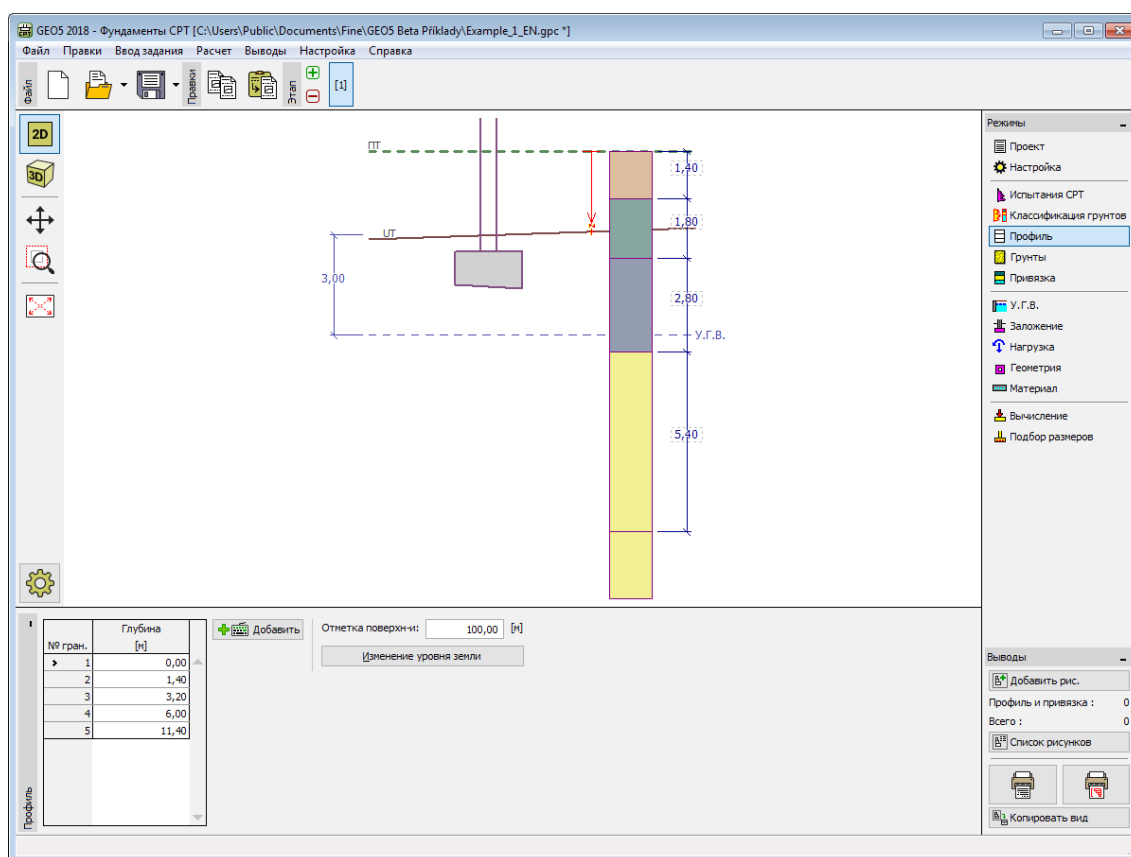 GEO5 2018 - Фундаменты CPT [C:\Users\Public\Documents\Fine\GEO5 Beta Příklady\Example_1_EN.gpc *]
Файл Правки Ввод задания Расчет Выводы Настройка Справка
Файл
Правки
Этап
[1]
2D
3D
ПТ
UT
z
3,00
1,40
1,80
2,80
У.Г.В.
5,40
Режимы
Проект
Настройка
Испытания CPT
Классификация грунтов
Профиль
Грунты
Привязка
У.Г.В.
Заложение
Нагрузка
Геометрия
Материал
Вычисление
Подбор размеров
Профиль
№ гран. Глубина [м]
1 0,00
2 1,40
3 3,20
4 6,00
5 11,40
Добавить
Отметка поверхн-и: 100,00 [м]
Изменение уровня земли
Выводы
Добавить рис.
Профиль и привязка : 0
Всего : 0
Список рисунков
Копировать вид